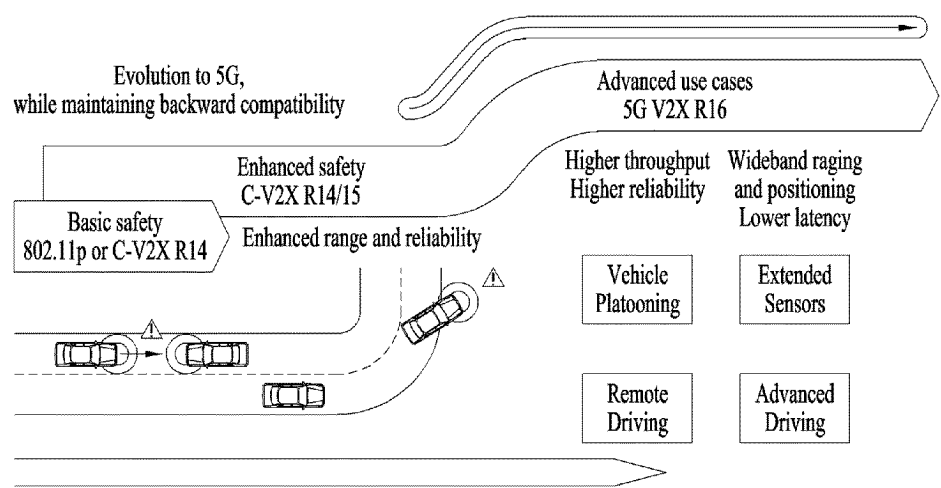 Evolution to 5G,
while maintaining backward compatibility
Advanced use cases
5G V2X R16
Enhanced safety
C-V2X R14/15
Higher throughput
Higher reliability
Wideband raging
and positioning
Lower latency
Basic safety
802.11p or C-V2X R14
Enhanced range and reliability
Vehicle
Platooning
Extended
Sensors
Remote
Driving
Advanced
Driving